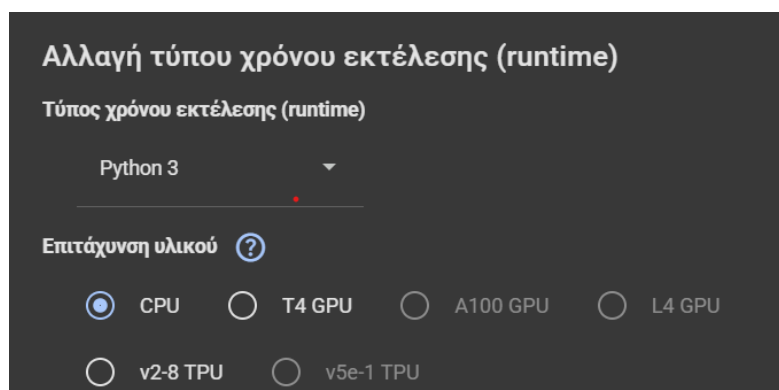 Αλλαγή τύπου χρόνου εκτέλεσης (runtime)
Τύπος χρόνου εκτέλεσης (runtime)
Python 3
Επιτάχυνση υλικού ?
CPU T4 GPU A100 GPU L4 GPU
v2-8 TPU v5e-1 TPU